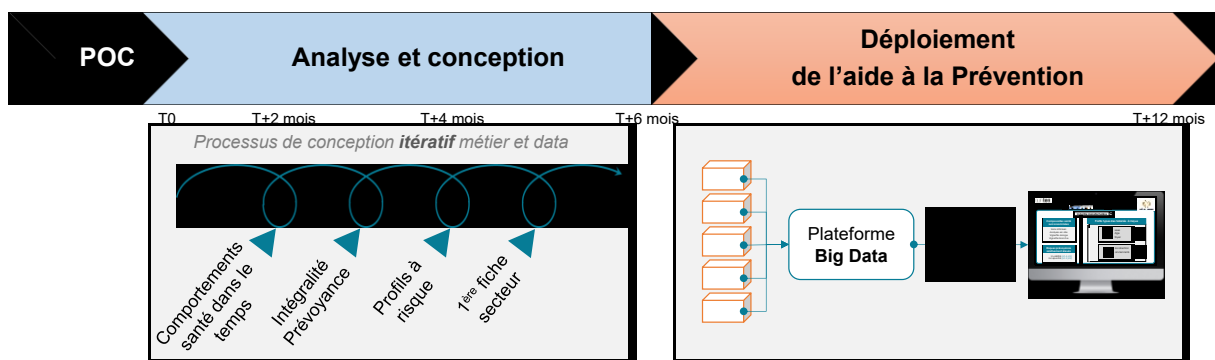 POC
Analyse et conception
Déploiement
de l'aide à la Prévention
T0
T+2 mois
T+4 mois
T+6 mois
T+12 mois
Processus de conception itératif métier et data
Comportements
santé dans le
temps
Intégralité
Prévoyance
Profils à
risque
1ère fiche
secteur
Plateforme
Big Data